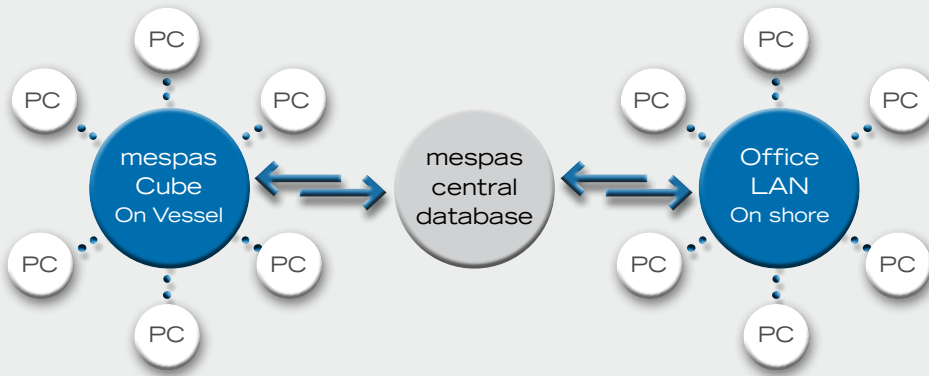 PC
PC
PC
PC
PC
PC
mespas
Cube
On Vessel
mespas
central
database
Office
LAN
On shore
PC
PC
PC
PC
PC
PC